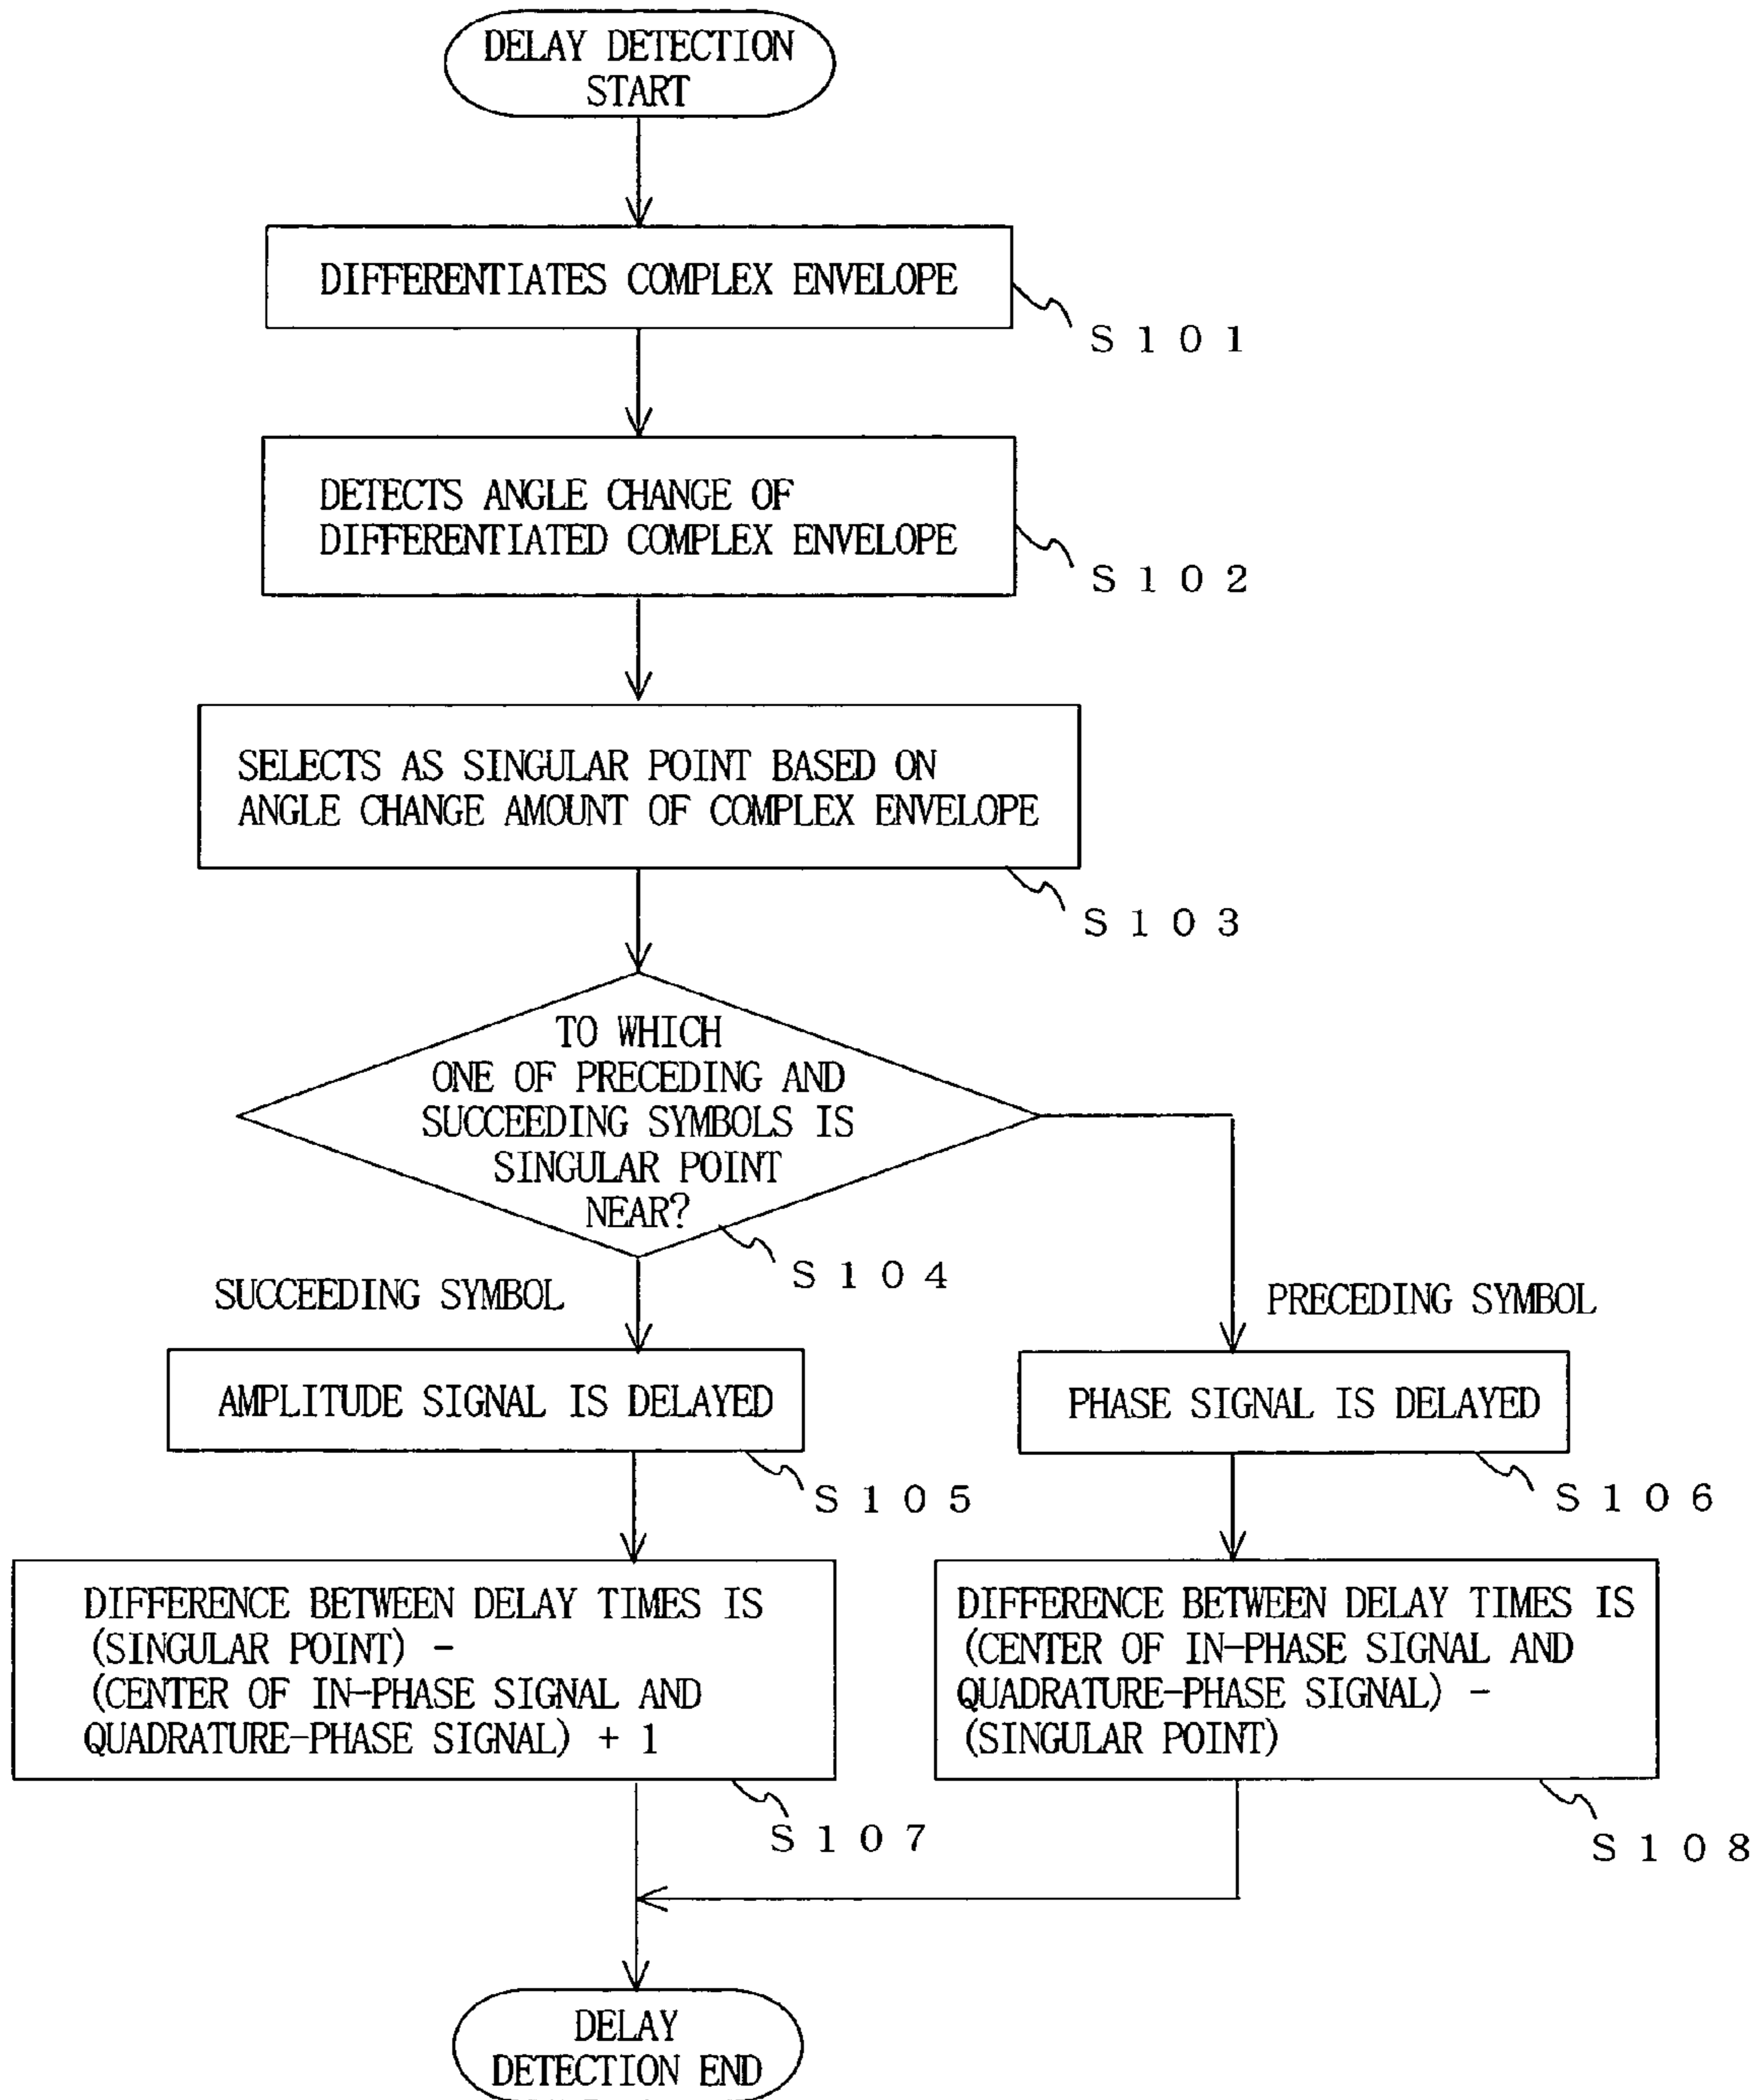 DELAY DETECTION
START
DIFFERENTIATES COMPLEX ENVELOPE
S101
DETECTS ANGLE CHANGE OF
DIFFERENTIATED COMPLEX ENVELOPE
S102
SELECTS AS SINGULAR POINT BASED ON
ANGLE CHANGE AMOUNT OF COMPLEX ENVELOPE
S103
TO WHICH
ONE OF PRECEDING AND
SUCCEEDING SYMBOLS IS
SINGULAR POINT
NEAR?
S104
SUCCEEDING SYMBOL
PRECEDING SYMBOL
AMPLITUDE SIGNAL IS DELAYED
S105
PHASE SIGNAL IS DELAYED
S106
DIFFERENCE BETWEEN DELAY TIMES IS
(SINGULAR POINT) -
(CENTER OF IN-PHASE SIGNAL AND
QUADRATURE-PHASE SIGNAL) + 1
S107
DIFFERENCE BETWEEN DELAY TIMES IS
(CENTER OF IN-PHASE SIGNAL AND
QUADRATURE-PHASE SIGNAL) -
(SINGULAR POINT)
S108
DELAY
DETECTION END